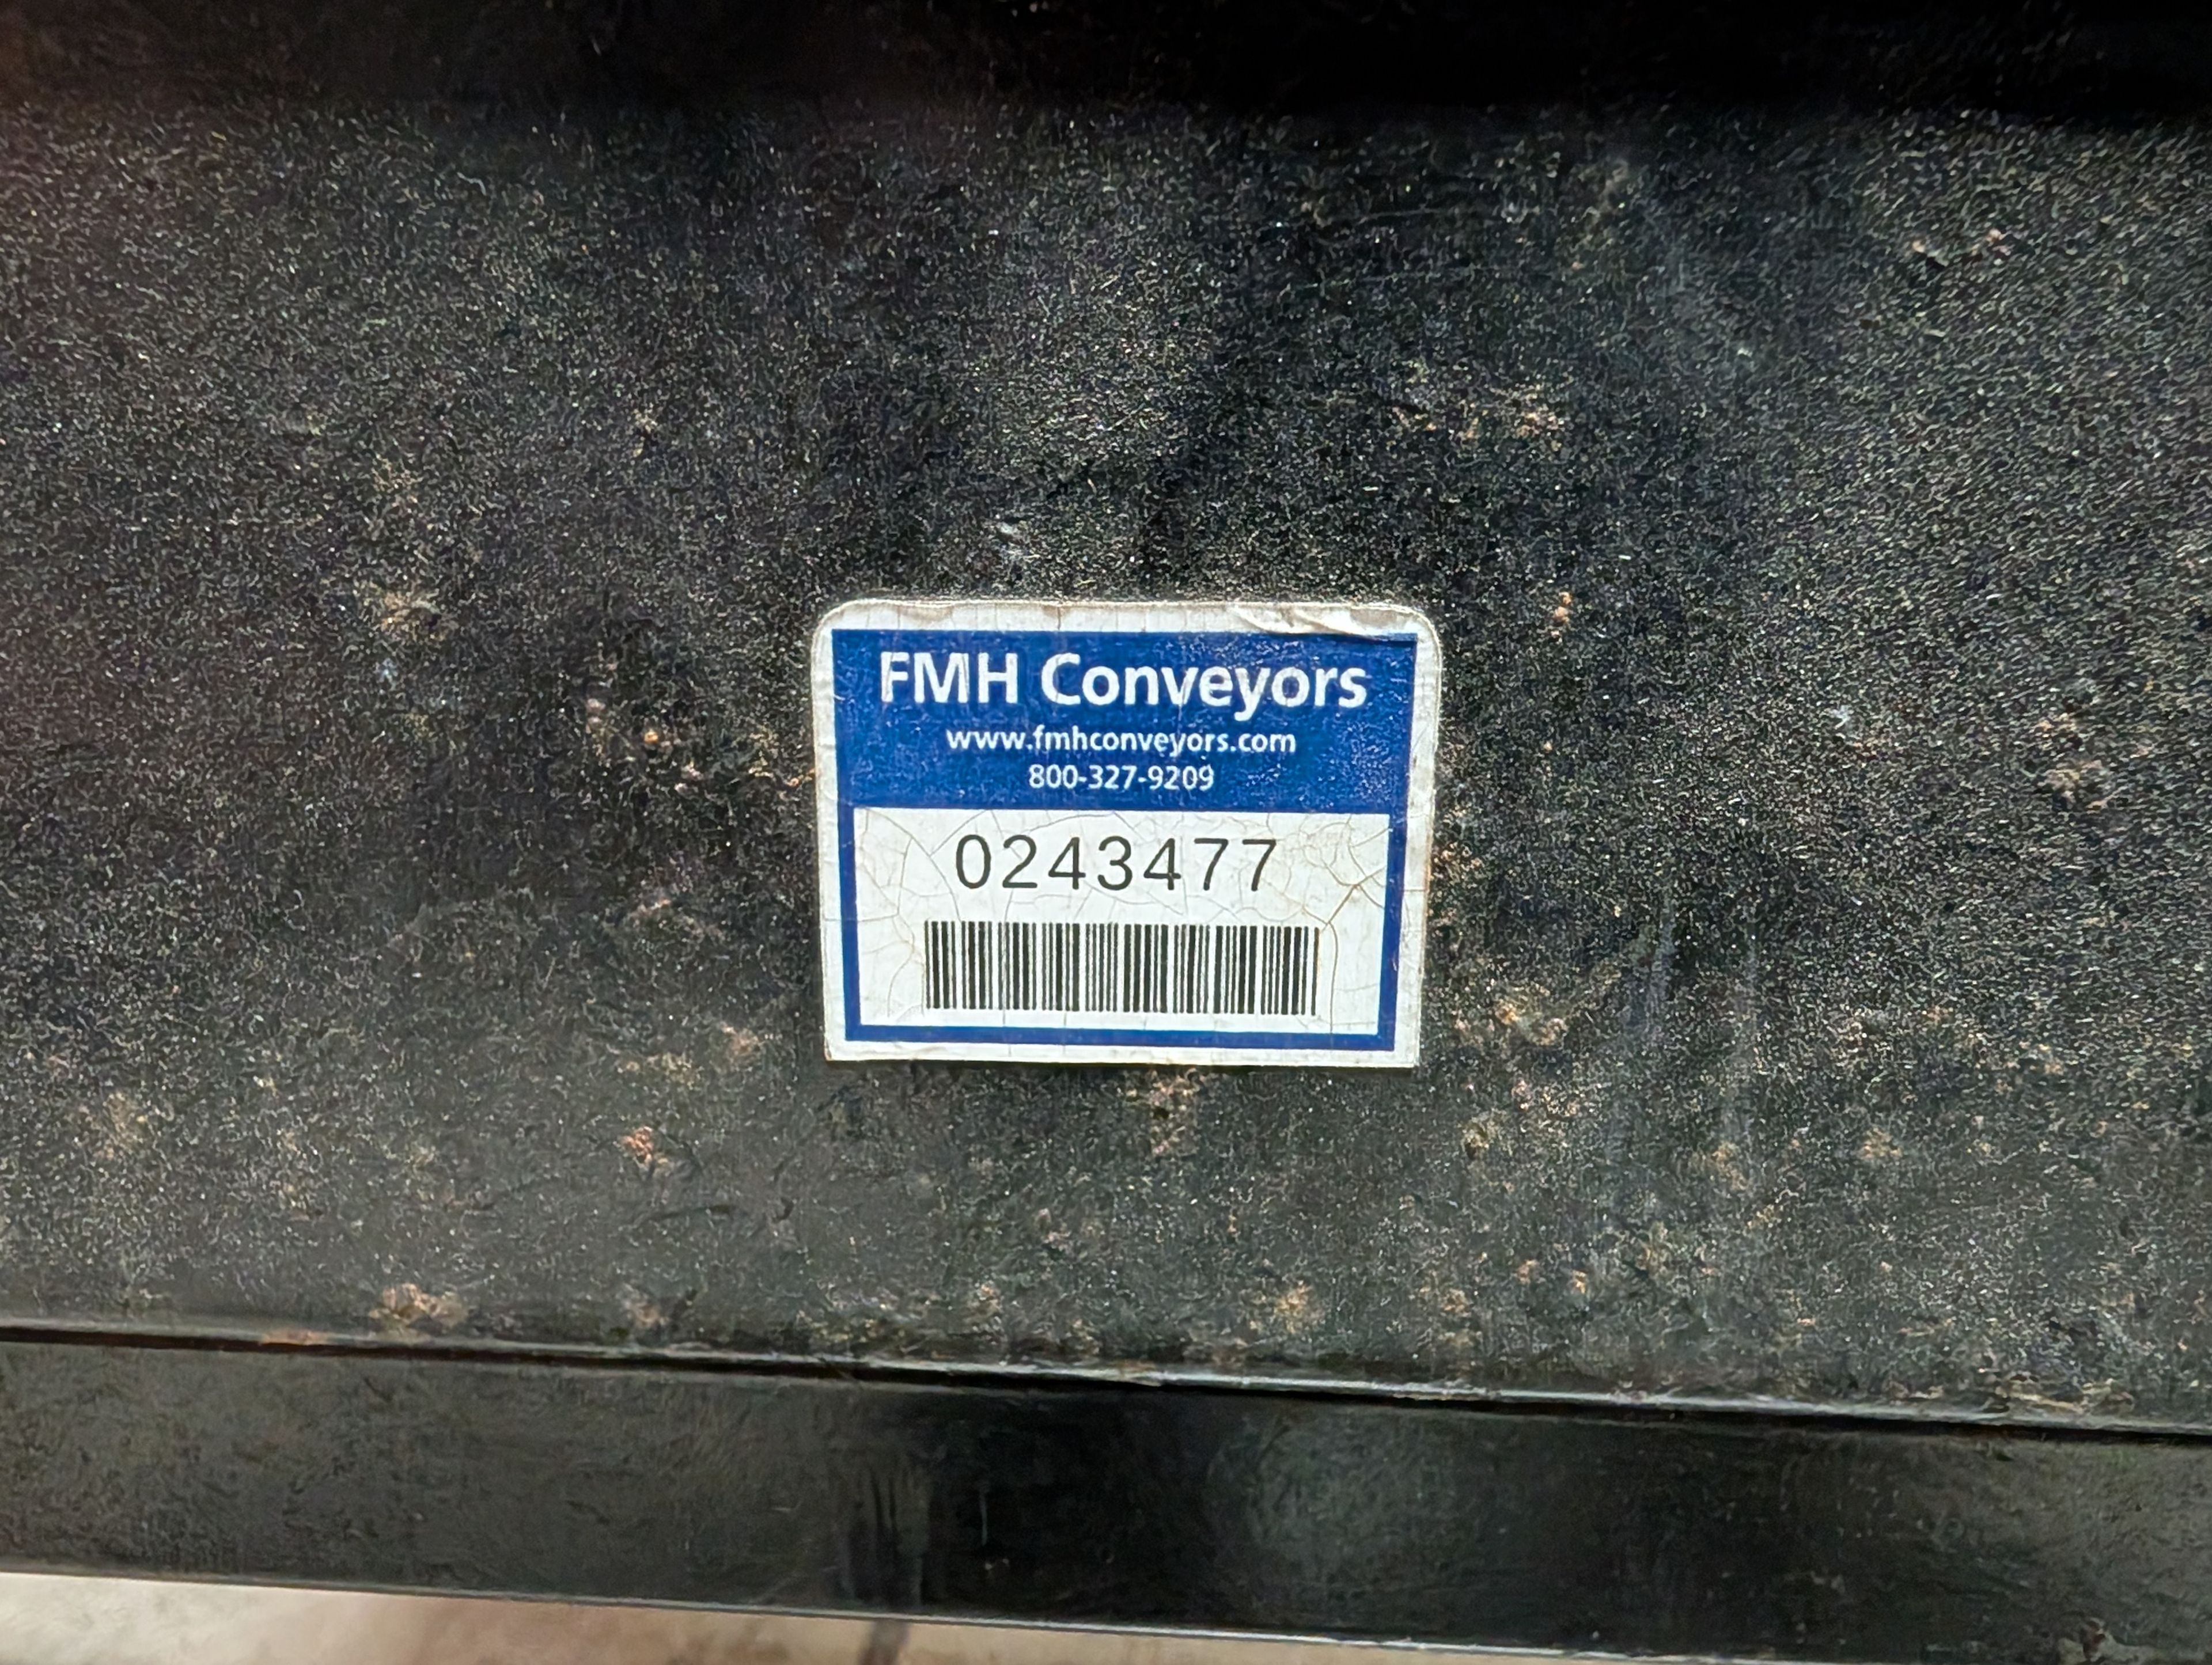 FMH Conveyors
www.fmhconveyors.com
800-327-9209
0243477